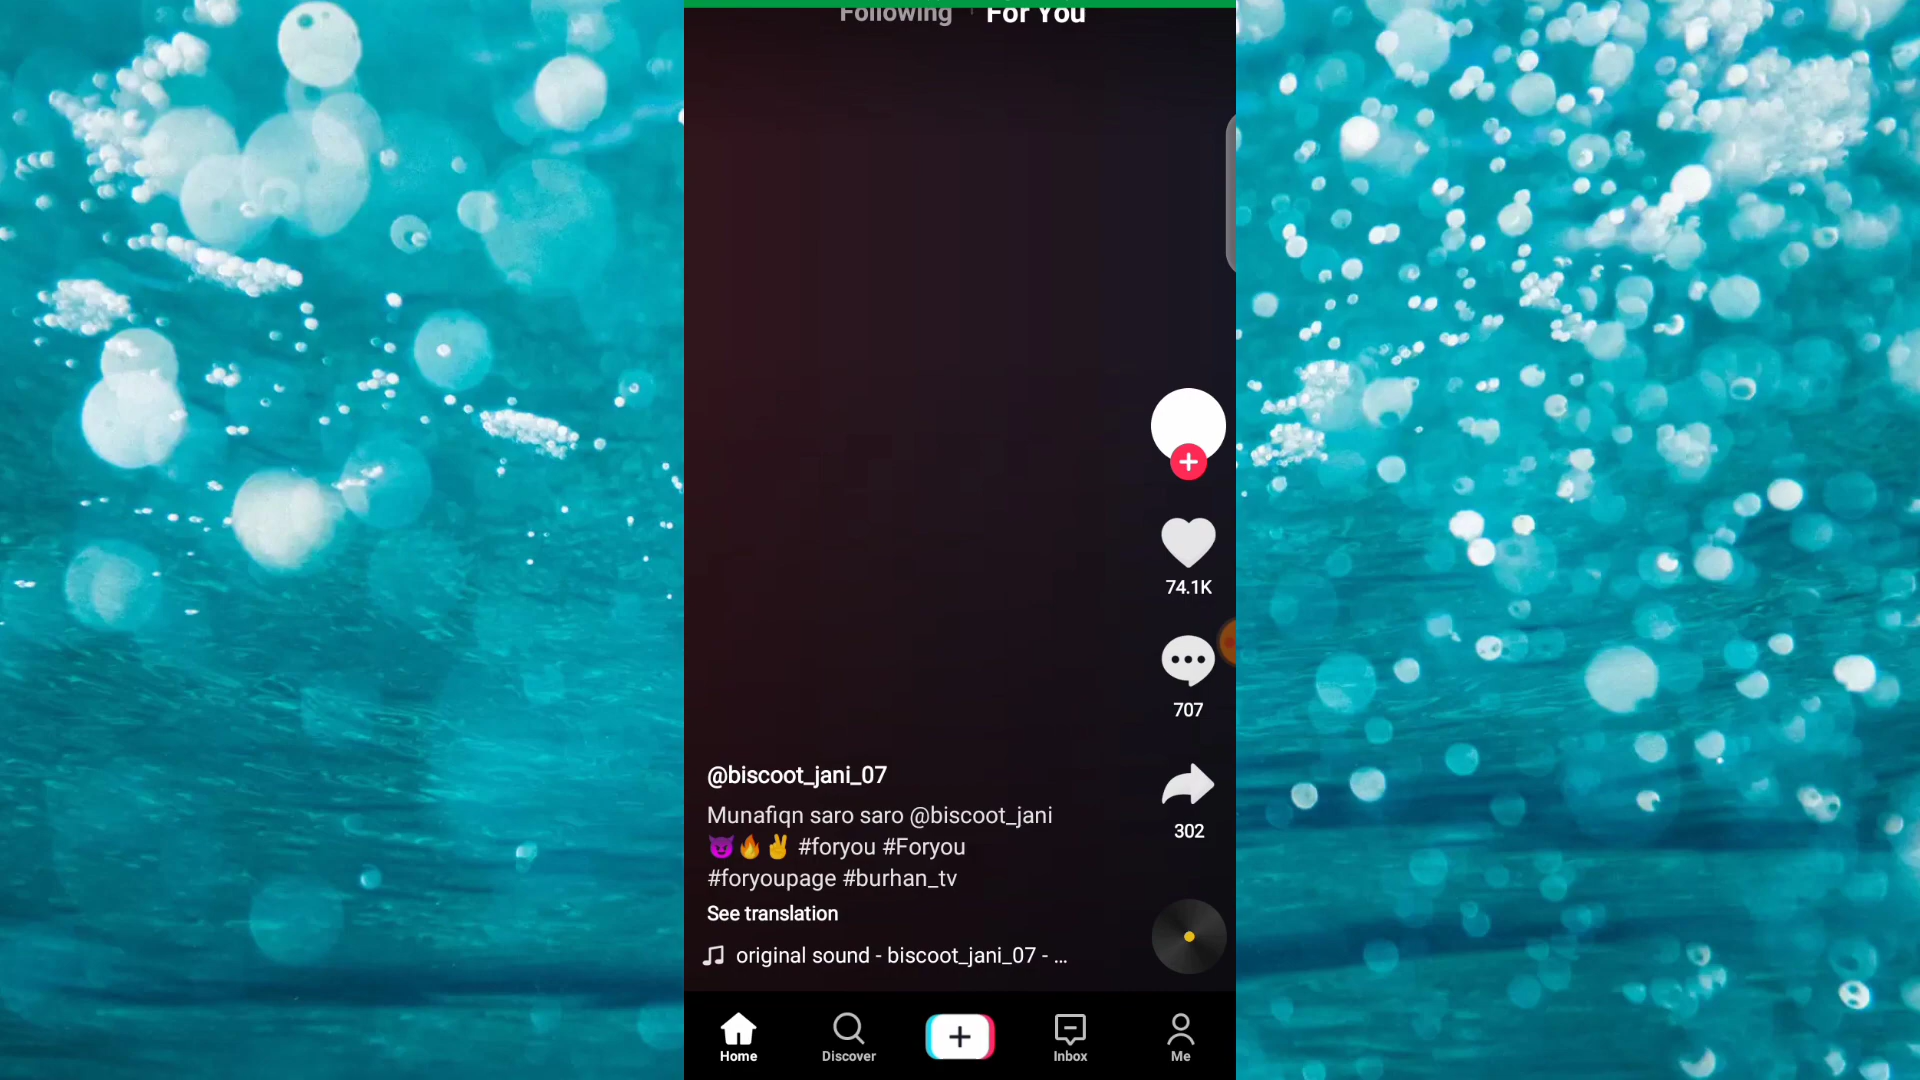 Following
For You
74.1K
707
302
@biscoot_jani_07
Munafiqn saro saro @biscoot_jani
😈🔥✌ #foryou #Foryou
#foryoupage #burhan_tv
See translation
original sound - biscoot_jani_07 - ...
Home
Discover
Inbox
Me